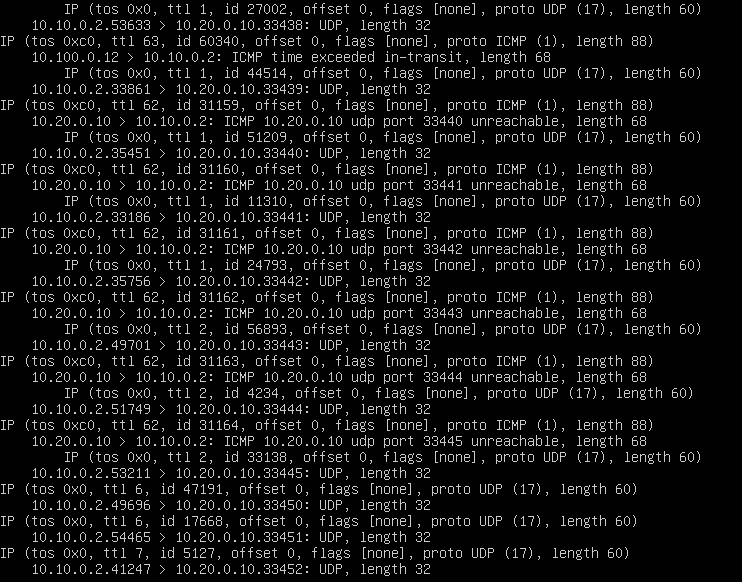 IP (tos 0x0, ttl 1, id 27002, offset 0, flags [none], proto UDP (17), length 60)
10.10.0.2.53633 > 10.20.0.10.33438: UDP, length 32
IP (tos 0xc0, ttl 63, id 60340, offset 0, flags [none], proto ICMP (1), length 88)
10.100.0.12 > 10.10.0.2: ICMP time exceeded in-transit, length 68
IP (tos 0x0, ttl 1, id 44514, offset 0, flags [none], proto UDP (17), length 60)
10.10.0.2.33861 > 10.20.0.10.33439: UDP, length 32
IP (tos 0xc0, ttl 62, id 31159, offset 0, flags [none], proto ICMP (1), length 88)
10.20.0.10 > 10.10.0.2: ICMP 10.20.0.10 udp port 33440 unreachable, length 68
IP (tos 0x0, ttl 1, id 51209, offset 0, flags [none], proto UDP (17), length 60)
10.10.0.2.35451 > 10.20.0.10.33440: UDP, length 32
IP (tos 0xc0, ttl 62, id 31160, offset 0, flags [none], proto ICMP (1), length 88)
10.20.0.10 > 10.10.0.2: ICMP 10.20.0.10 udp port 33441 unreachable, length 68
IP (tos 0x0, ttl 1, id 11310, offset 0, flags [none], proto UDP (17), length 60)
10.10.0.2.33186 > 10.20.0.10.33441: UDP, length 32
IP (tos 0xc0, ttl 62, id 31161, offset 0, flags [none], proto ICMP (1), length 88)
10.20.0.10 > 10.10.0.2: ICMP 10.20.0.10 udp port 33442 unreachable, length 68
IP (tos 0x0, ttl 1, id 24793, offset 0, flags [none], proto UDP (17), length 60)
10.10.0.2.35756 > 10.20.0.10.33442: UDP, length 32
IP (tos 0xc0, ttl 62, id 31162, offset 0, flags [none], proto ICMP (1), length 88)
10.20.0.10 > 10.10.0.2: ICMP 10.20.0.10 udp port 33443 unreachable, length 68
IP (tos 0x0, ttl 2, id 56893, offset 0, flags [none], proto UDP (17), length 60)
10.10.0.2.49701 > 10.20.0.10.33443: UDP, length 32
IP (tos 0xc0, ttl 62, id 31163, offset 0, flags [none], proto ICMP (1), length 88)
10.20.0.10 > 10.10.0.2: ICMP 10.20.0.10 udp port 33444 unreachable, length 68
IP (tos 0x0, ttl 2, id 4234, offset 0, flags [none], proto UDP (17), length 60)
10.10.0.2.51749 > 10.20.0.10.33444: UDP, length 32
IP (tos 0xc0, ttl 62, id 31164, offset 0, flags [none], proto ICMP (1), length 88)
10.20.0.10 > 10.10.0.2: ICMP 10.20.0.10 udp port 33445 unreachable, length 68
IP (tos 0x0, ttl 2, id 33138, offset 0, flags [none], proto UDP (17), length 60)
10.10.0.2.53211 > 10.20.0.10.33445: UDP, length 32
IP (tos 0x0, ttl 6, id 47191, offset 0, flags [none], proto UDP (17), length 60)
10.10.0.2.49696 > 10.20.0.10.33450: UDP, length 32
IP (tos 0x0, ttl 6, id 17668, offset 0, flags [none], proto UDP (17), length 60)
10.10.0.2.54465 > 10.20.0.10.33451: UDP, length 32
IP (tos 0x0, ttl 7, id 5127, offset 0, flags [none], proto UDP (17), length 60)
10.10.0.2.41247 > 10.20.0.10.33452: UDP, length 32